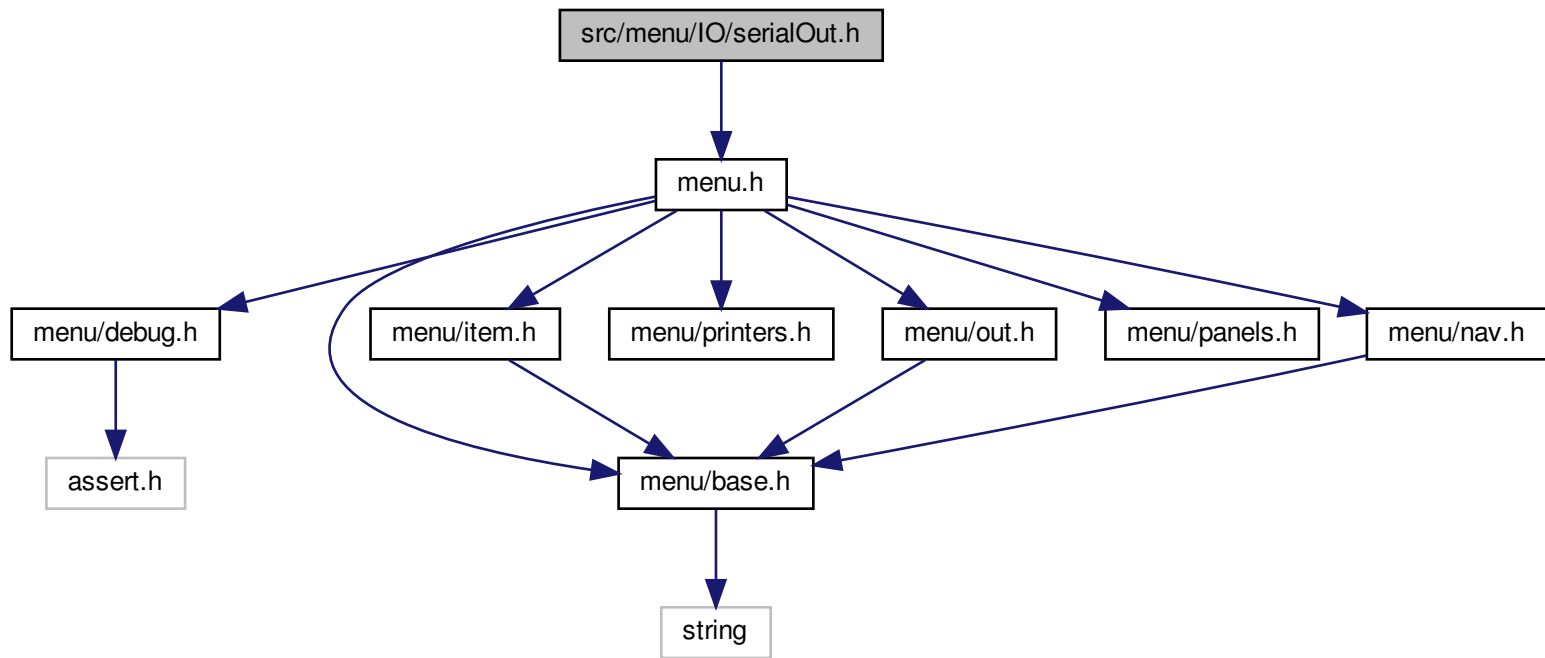 src/menu/IO/serialOut.h
menu.h
menu/debug.h
menu/item.h
menu/printers.h
menu/out.h
menu/panels.h
menu/nav.h
assert.h
menu/base.h
string